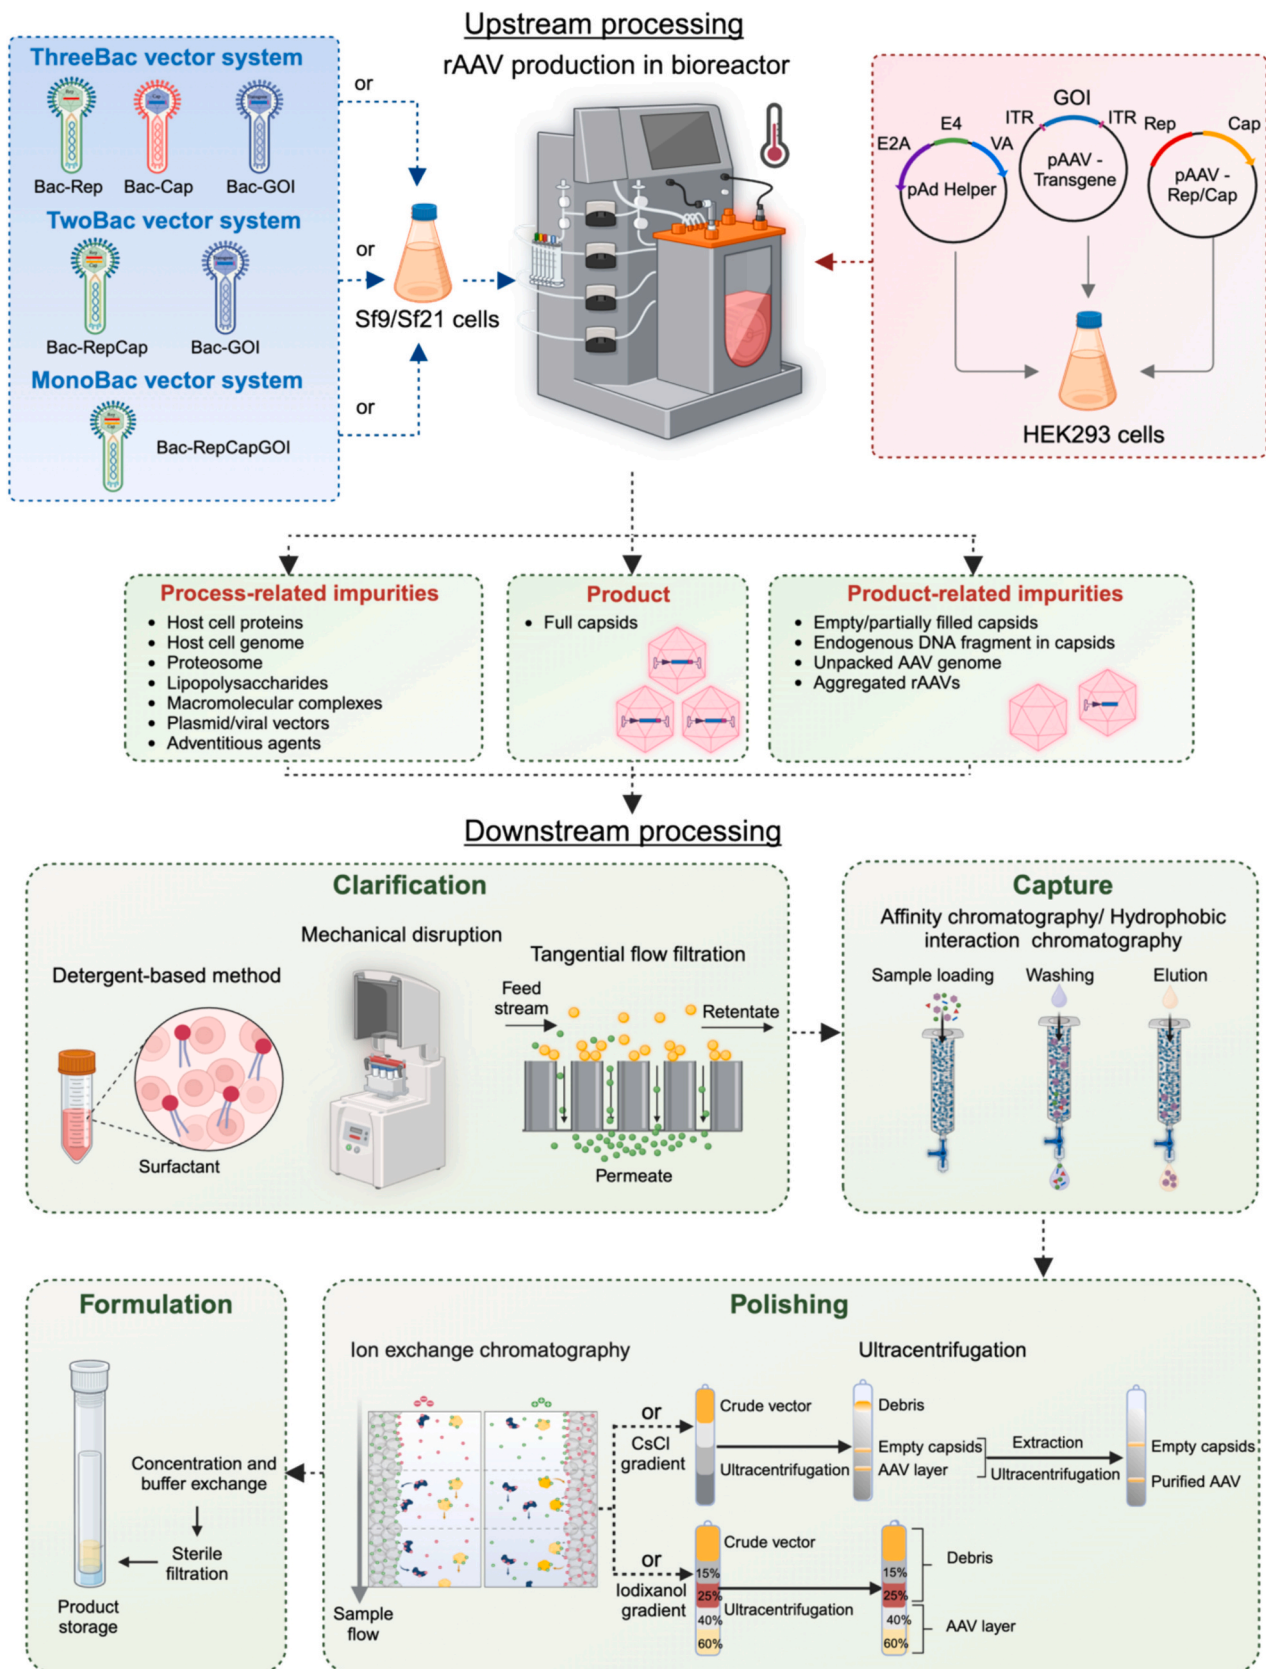 Upstream processing
rAAV production in bioreactor
ThreeBac vector system
Bac-Rep
Bac-Cap
Bac-GOI
TwoBac vector system
Bac-RepCap
Bac-GOI
MonoBac vector system
Bac-RepCapGOI
or
or
or
Sf9/Sf21 cells
GOI
ITR
ITR
E4
E2A
VA
Rep
Cap
pAd Helper
pAAV -
Transgene
pAAV -
Rep/Cap
HEK293 cells
Process-related impurities
• Host cell proteins
• Host cell genome
• Proteosome
• Lipopolysaccharides
• Macromolecular complexes
• Plasmid/viral vectors
• Adventitious agents
Product
• Full capsids
Product-related impurities
• Empty/partially filled capsids
• Endogenous DNA fragment in capsids
• Unpacked AAV genome
• Aggregated rAAVs
Downstream processing
Clarification
Detergent-based method
Surfactant
Mechanical disruption
Tangential flow filtration
Feed
stream
Retentate
Permeate
Capture
Affinity chromatography/ Hydrophobic
interaction chromatography
Sample loading
Washing
Elution
Formulation
Concentration and
buffer exchange
Sterile
filtration
Product
storage
Polishing
Ion exchange chromatography
Sample
flow
Ultracentrifugation
or
CsCl
gradient
Crude vector
Ultracentrifugation
Debris
Empty capsids
AAV layer
Extraction
Ultracentrifugation
Empty capsids
Purified AAV
or
Iodixanol
gradient
Crude vector
15%
25%
40%
60%
Ultracentrifugation
15%
25%
40%
60%
Debris
AAV layer